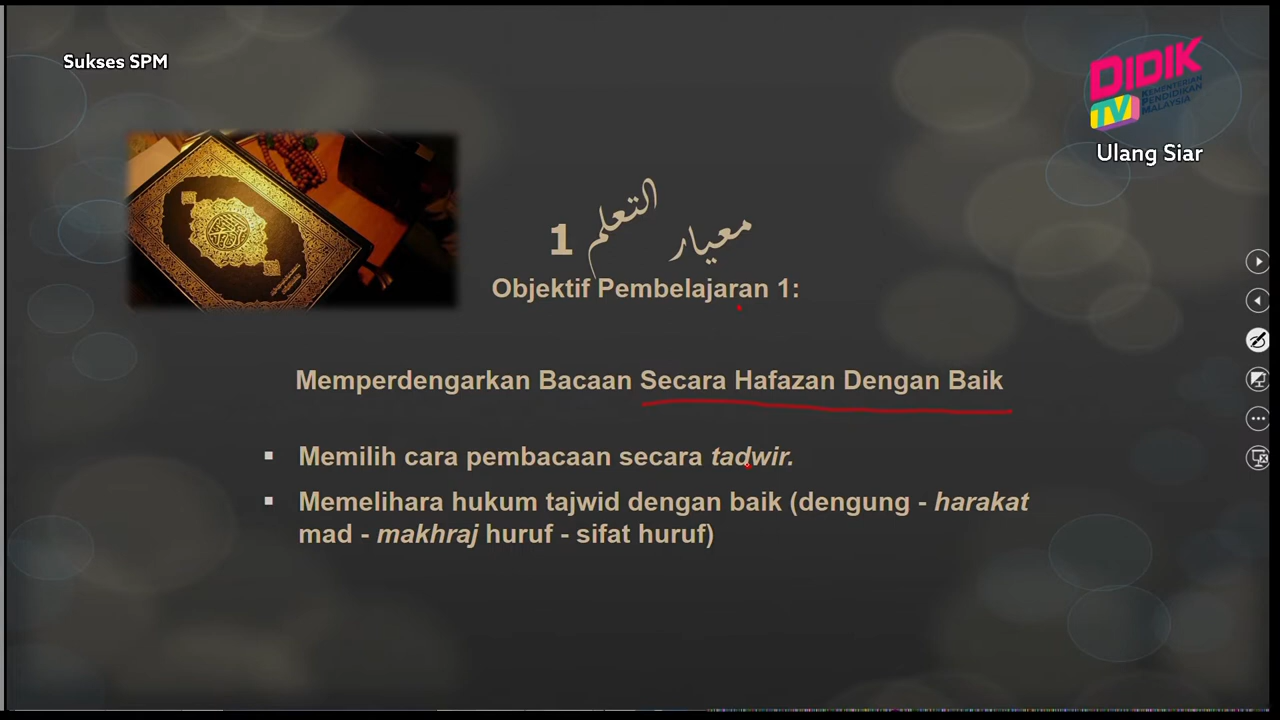 Sukses SPM
DIDIK
TV
KEMENTERIAN
PENDIDIKAN
MALAYSIA
Ulang Siar
معيار التعلم 1
Objektif Pembelajaran 1:
Memperdengarkan Bacaan Secara Hafazan Dengan Baik
▪ Memilih cara pembacaan secara tadwir.
▪ Memelihara hukum tajwid dengan baik (dengung - harakat
mad - makhraj huruf - sifat huruf)